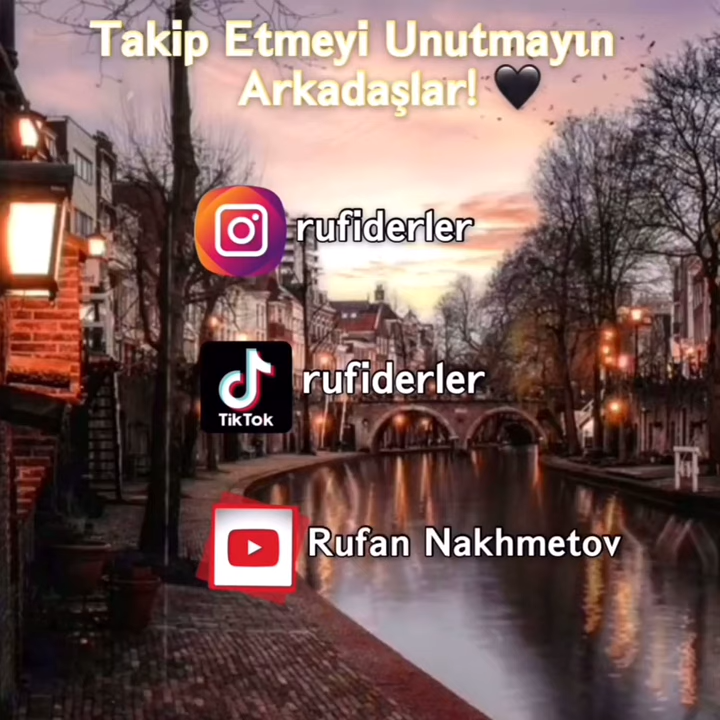 Takip Etmeyi Unutmayın
Arkadaşlar! 🖤
rufiderler
TikTok
rufiderler
Rufan Nakhmetov